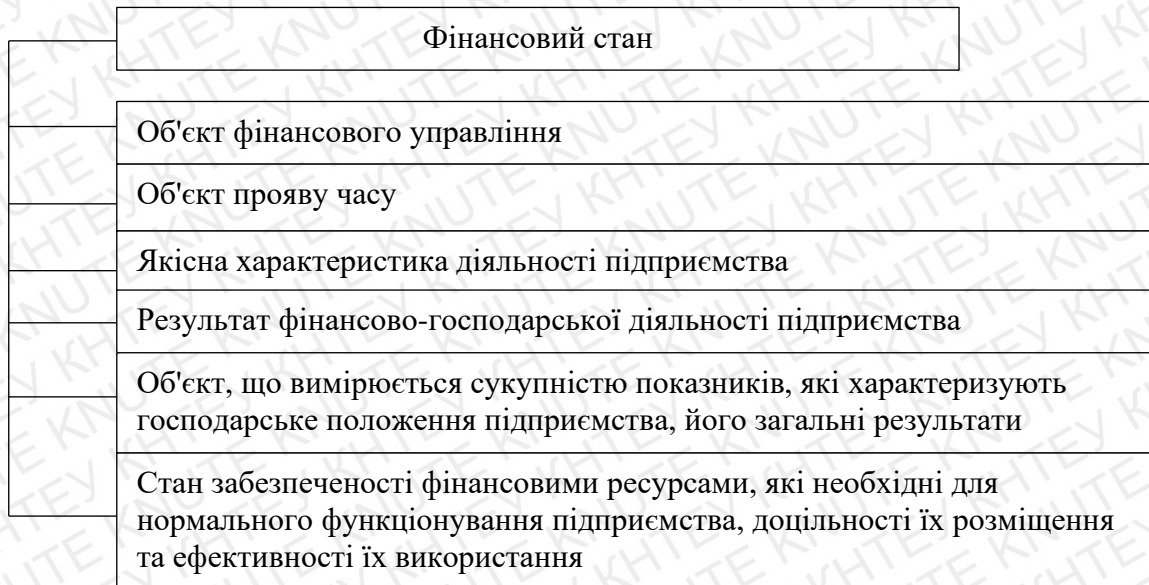 Фінансовий стан
Об'єкт фінансового управління
Об'єкт прояву часу
Якісна характеристика діяльності підприємства
Результат фінансово-господарської діяльності підприємства
Об'єкт, що вимірюється сукупністю показників, які характеризують
господарське положення підприємства, його загальні результати
Стан забезпеченості фінансовими ресурсами, які необхідні для
нормального функціонування підприємства, доцільності їх розміщення
та ефективності їх використання